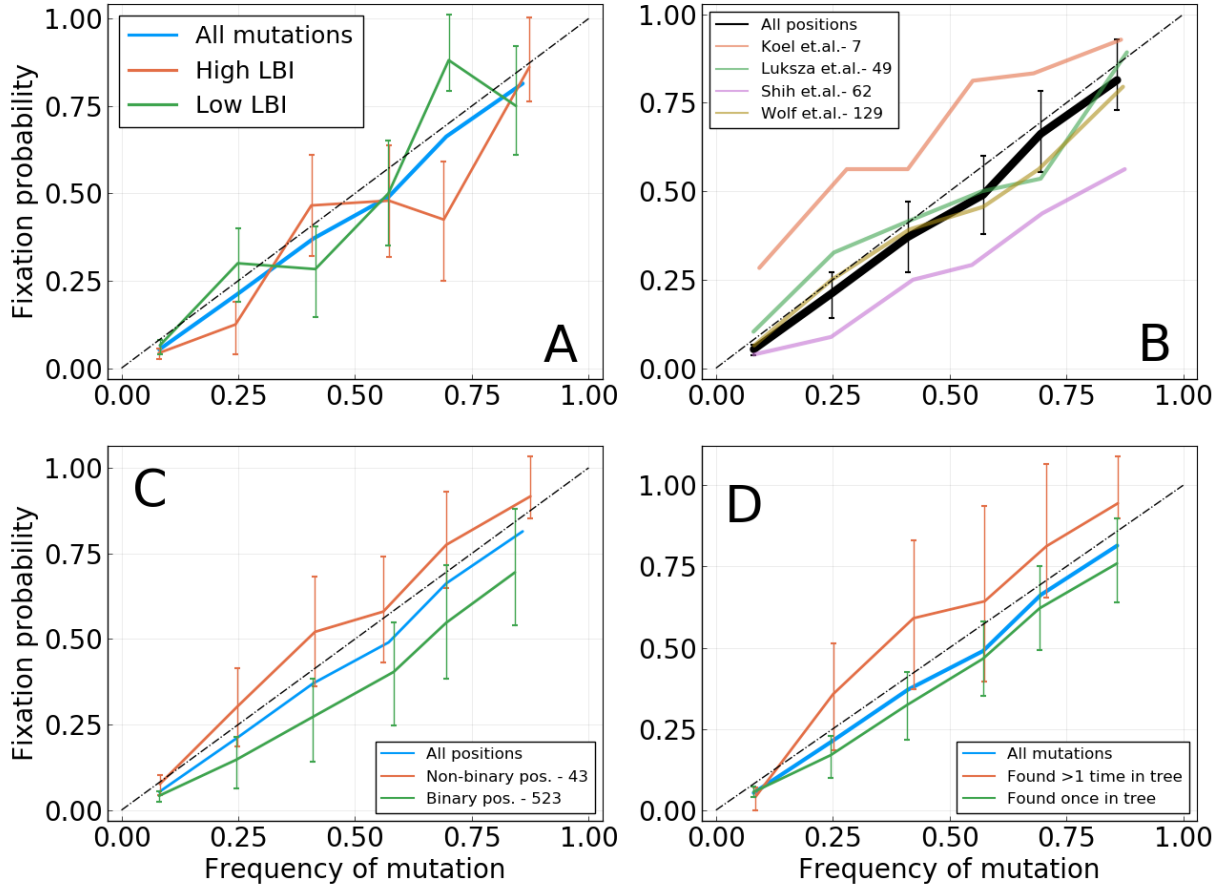 1.00
0.75
0.50
0.25
0.00
Fixation probability
All mutations
High LBI
Low LBI
A
0.00 0.25 0.50 0.75 1.00
1.00
0.75
0.50
0.25
0.00
Fixation probability
All positions
Koel et.al.- 7
Luksza et.al.- 49
Shih et.al.- 62
Wolf et.al.- 129
B
0.00 0.25 0.50 0.75 1.00
1.00
0.75
0.50
0.25
0.00
Fixation probability
C
All positions
Non-binary pos. - 43
Binary pos. - 523
0.00 0.25 0.50 0.75 1.00
Frequency of mutation
1.00
0.75
0.50
0.25
0.00
Fixation probability
D
All mutations
Found >1 time in tree
Found once in tree
0.00 0.25 0.50 0.75 1.00
Frequency of mutation